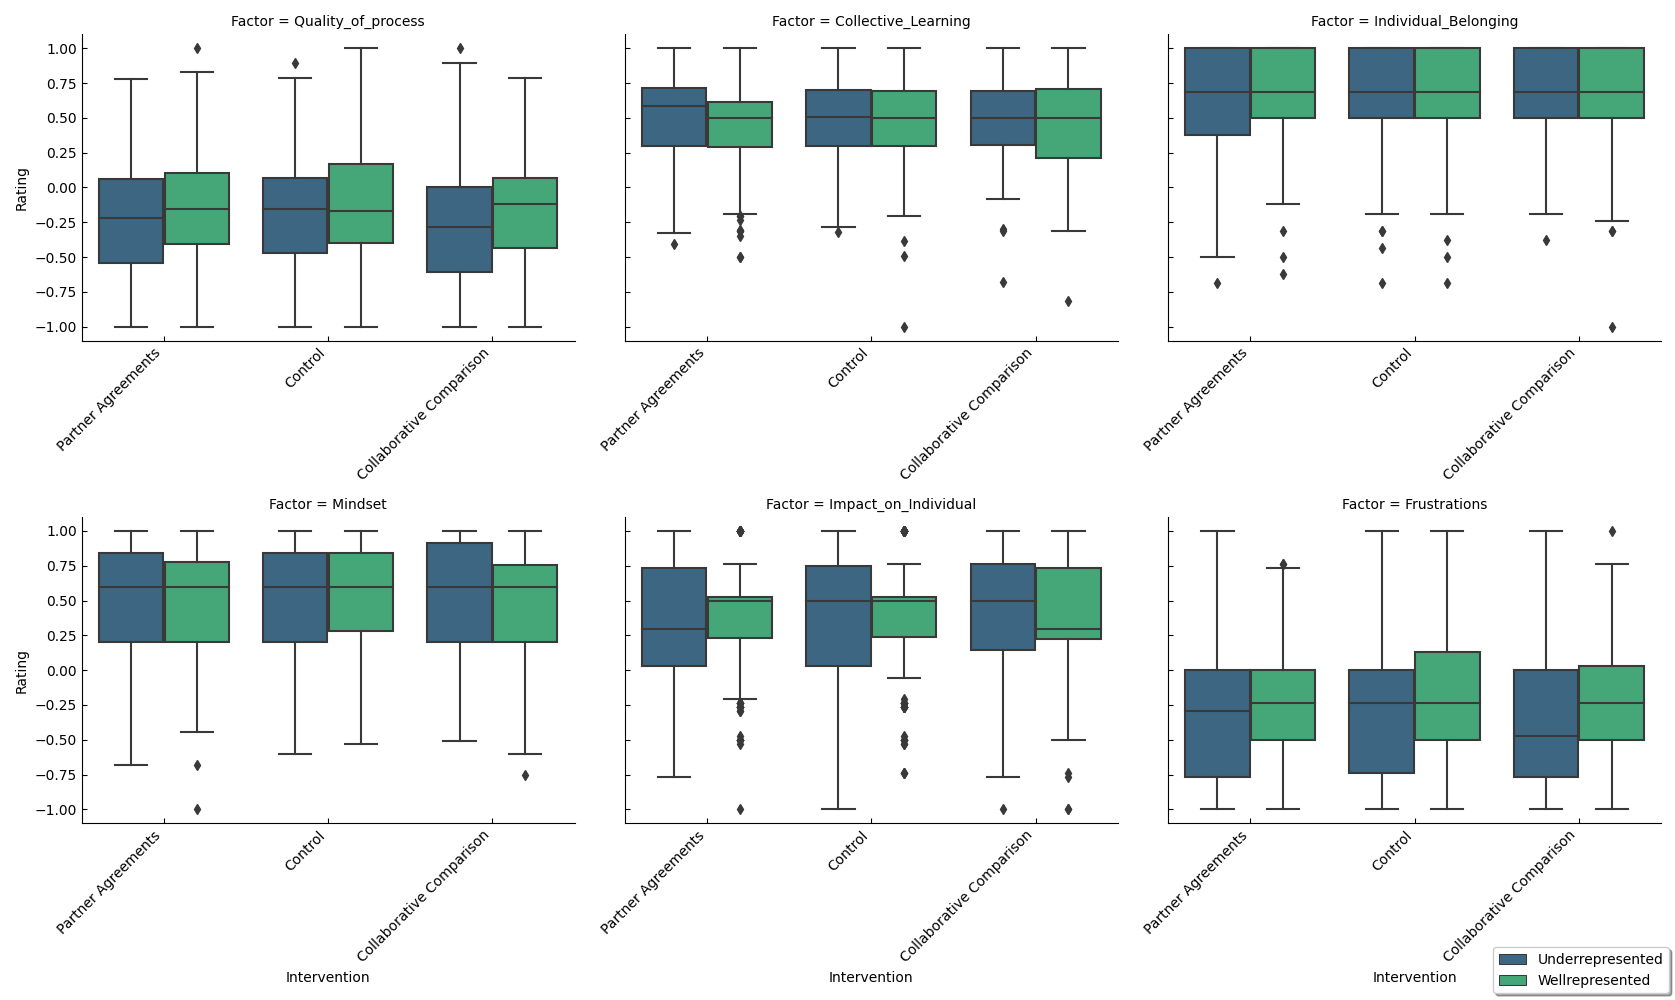 Factor = Quality_of_process
Factor = Collective_Learning
Factor = Individual_Belonging
1.00
0.75
0.50
0.25
0.00
−0.25
−0.50
−0.75
−1.00
Rating
Partner Agreements
Control
Collaborative Comparison
Partner Agreements
Control
Collaborative Comparison
Partner Agreements
Control
Collaborative Comparison
Factor = Mindset
Factor = Impact_on_Individual
Factor = Frustrations
1.00
0.75
0.50
0.25
0.00
−0.25
−0.50
−0.75
−1.00
Rating
Partner Agreements
Control
Collaborative Comparison
Partner Agreements
Control
Collaborative Comparison
Partner Agreements
Control
Collaborative Comparison
Intervention
Intervention
Intervention
Underrepresented
Wellrepresented